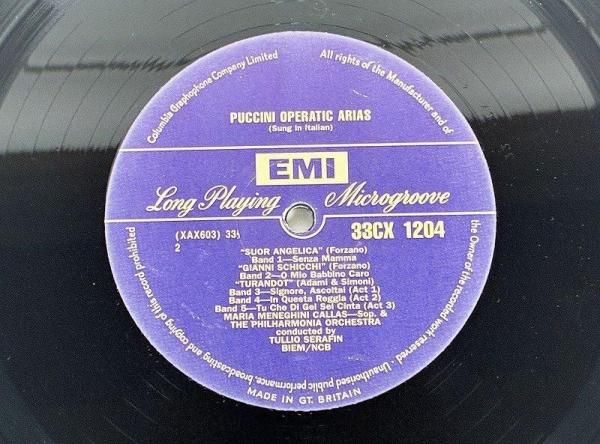 Columbia Graphophone Company Limited
All rights of the Manufacturer and of
the Owner of the recorded work reserved · Unauthorised public performance, broadcasting and copying of this record prohibited
PUCCINI OPERATIC ARIAS
(Sung in Italian)
EMI
Long Playing Microgroove
(XAX603) 33⅓
33CX 1204
2
"SUOR ANGELICA" (Forzano)
Band 1—Senza Mamma
"GIANNI SCHICCHI" (Forzano)
Band 2—O Mio Babbino Caro
"TURANDOT" (Adami & Simoni)
Band 3—Signore, Ascoltai (Act 1)
Band 4—In Questa Reggia (Act 2)
Band 5—Tu Che Di Gel Sei Cinta (Act 3)
MARIA MENEGHINI CALLAS—Sop. &
THE PHILHARMONIA ORCHESTRA
conducted by
TULLIO SERAFIN
BIEM/NCB
MADE IN GT. BRITAIN